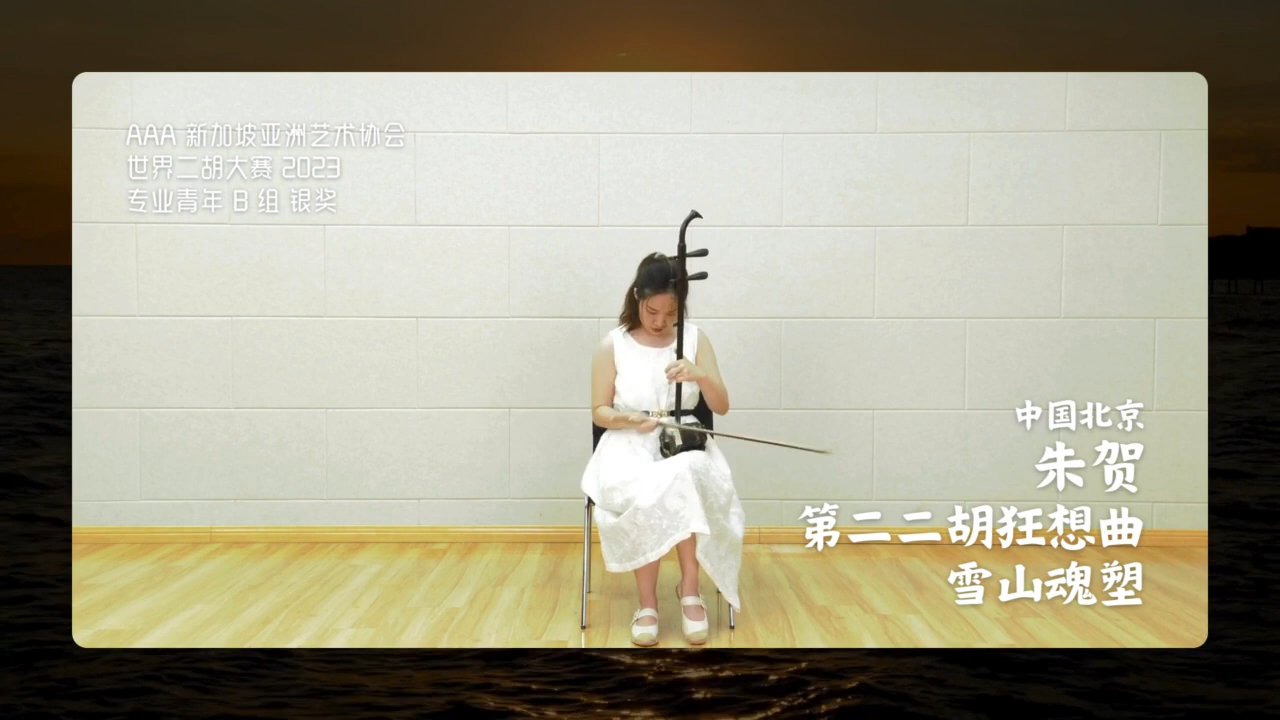 AAA 新加坡亚洲艺术协会
世界二胡大赛 2023
专业青年 B 组 银奖
中国北京
朱贺
第二二胡狂想曲
雪山魂塑